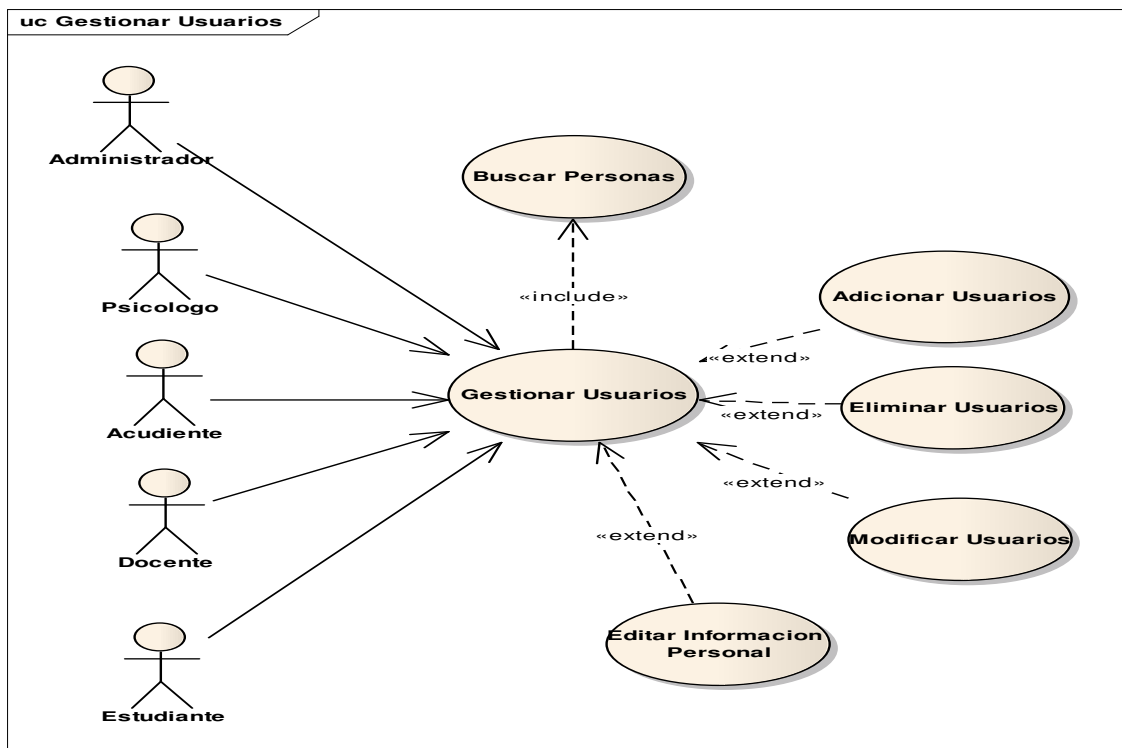 uc Gestionar Usuarios
Administrador
Buscar Personas
Psicologo
«include»
Adicionar Usuarios
«extend»
Acudiente
Gestionar Usuarios
Eliminar Usuarios
«extend»
Docente
«extend»
Modificar Usuarios
«extend»
Editar Informacion
Personal
Estudiante